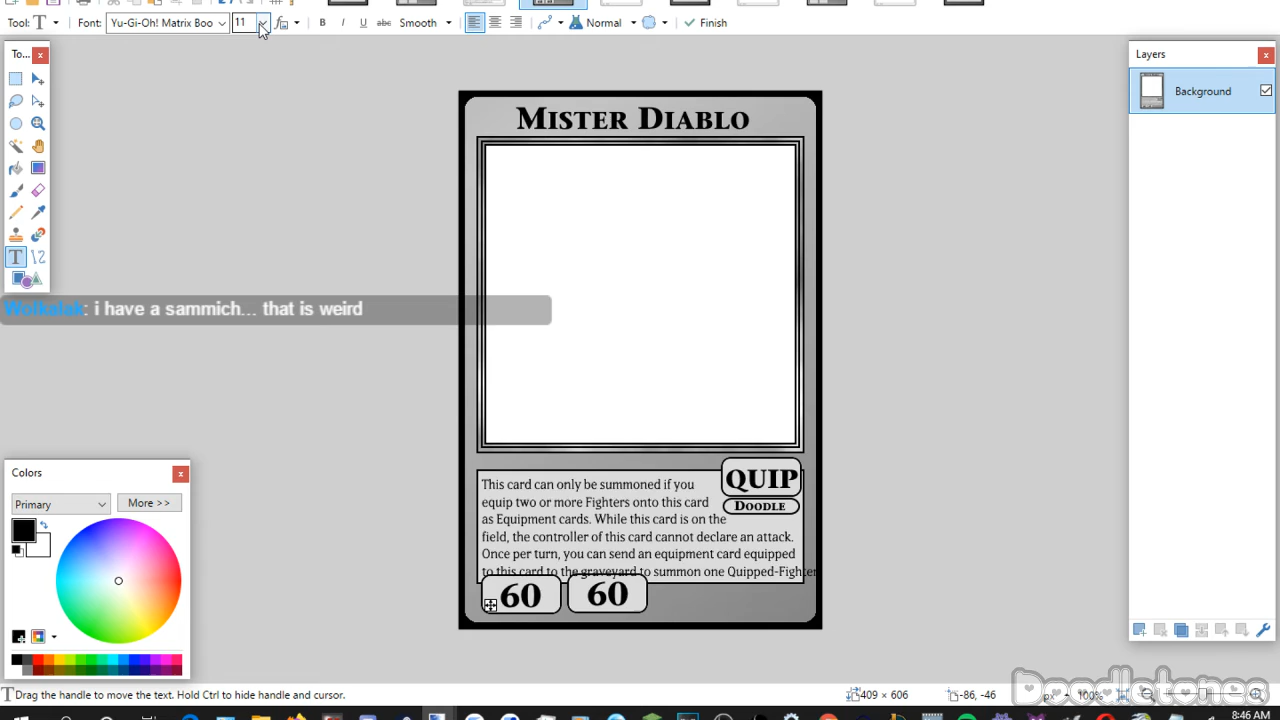 Tool: T Font: Yu-Gi-Oh! Matrix Boo 11 B I U abc Smooth Normal Finish
To...
Layers
Background
Mister Diablo
Wolkalak: i have a sammich... that is weird
Colors
Primary More >>
QUIP
Doodle
This card can only be summoned if you
equip two or more Fighters onto this card
as Equipment cards. While this card is on the
field, the controller of this card cannot declare an attack.
Once per turn, you can send an equipment card equipped
to this card to the graveyard to summon one Quipped-Fighter
60 60
Doodletones
Drag the handle to move the text. Hold Ctrl to hide handle and cursor. 409 × 606 -86, -46 px 100%
8:46 AM